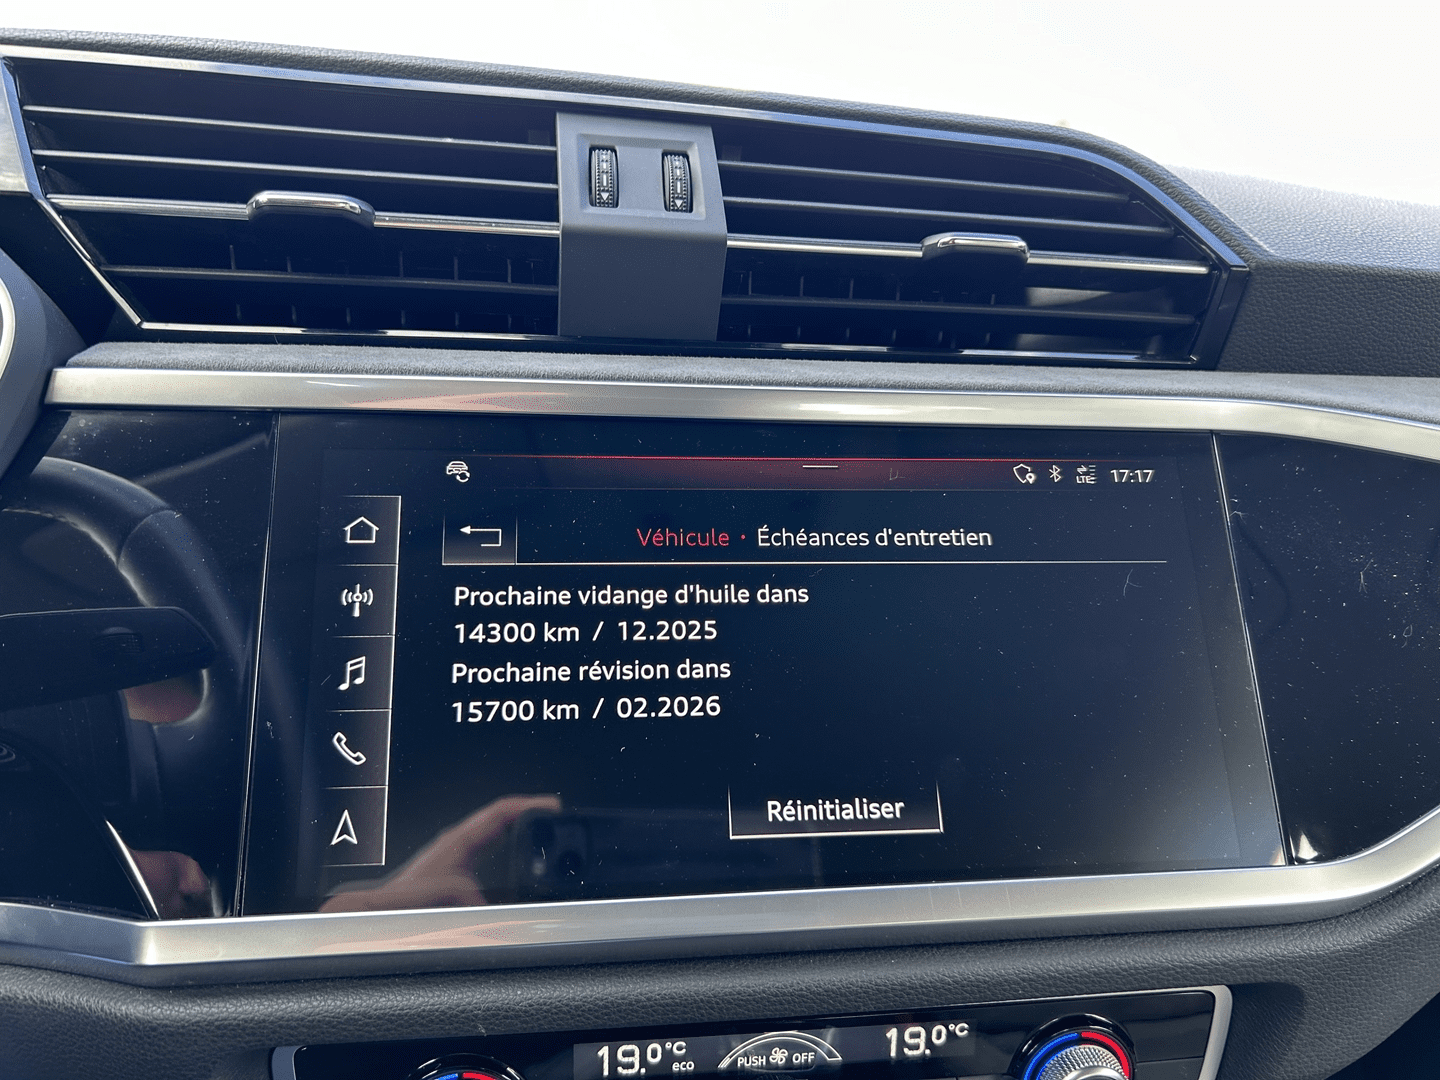 LTE 17:17
Véhicule • Échéances d'entretien
Prochaine vidange d'huile dans
14300 km / 12.2025
Prochaine révision dans
15700 km / 02.2026
Réinitialiser
19.0°C eco
PUSH OFF
19.0°C